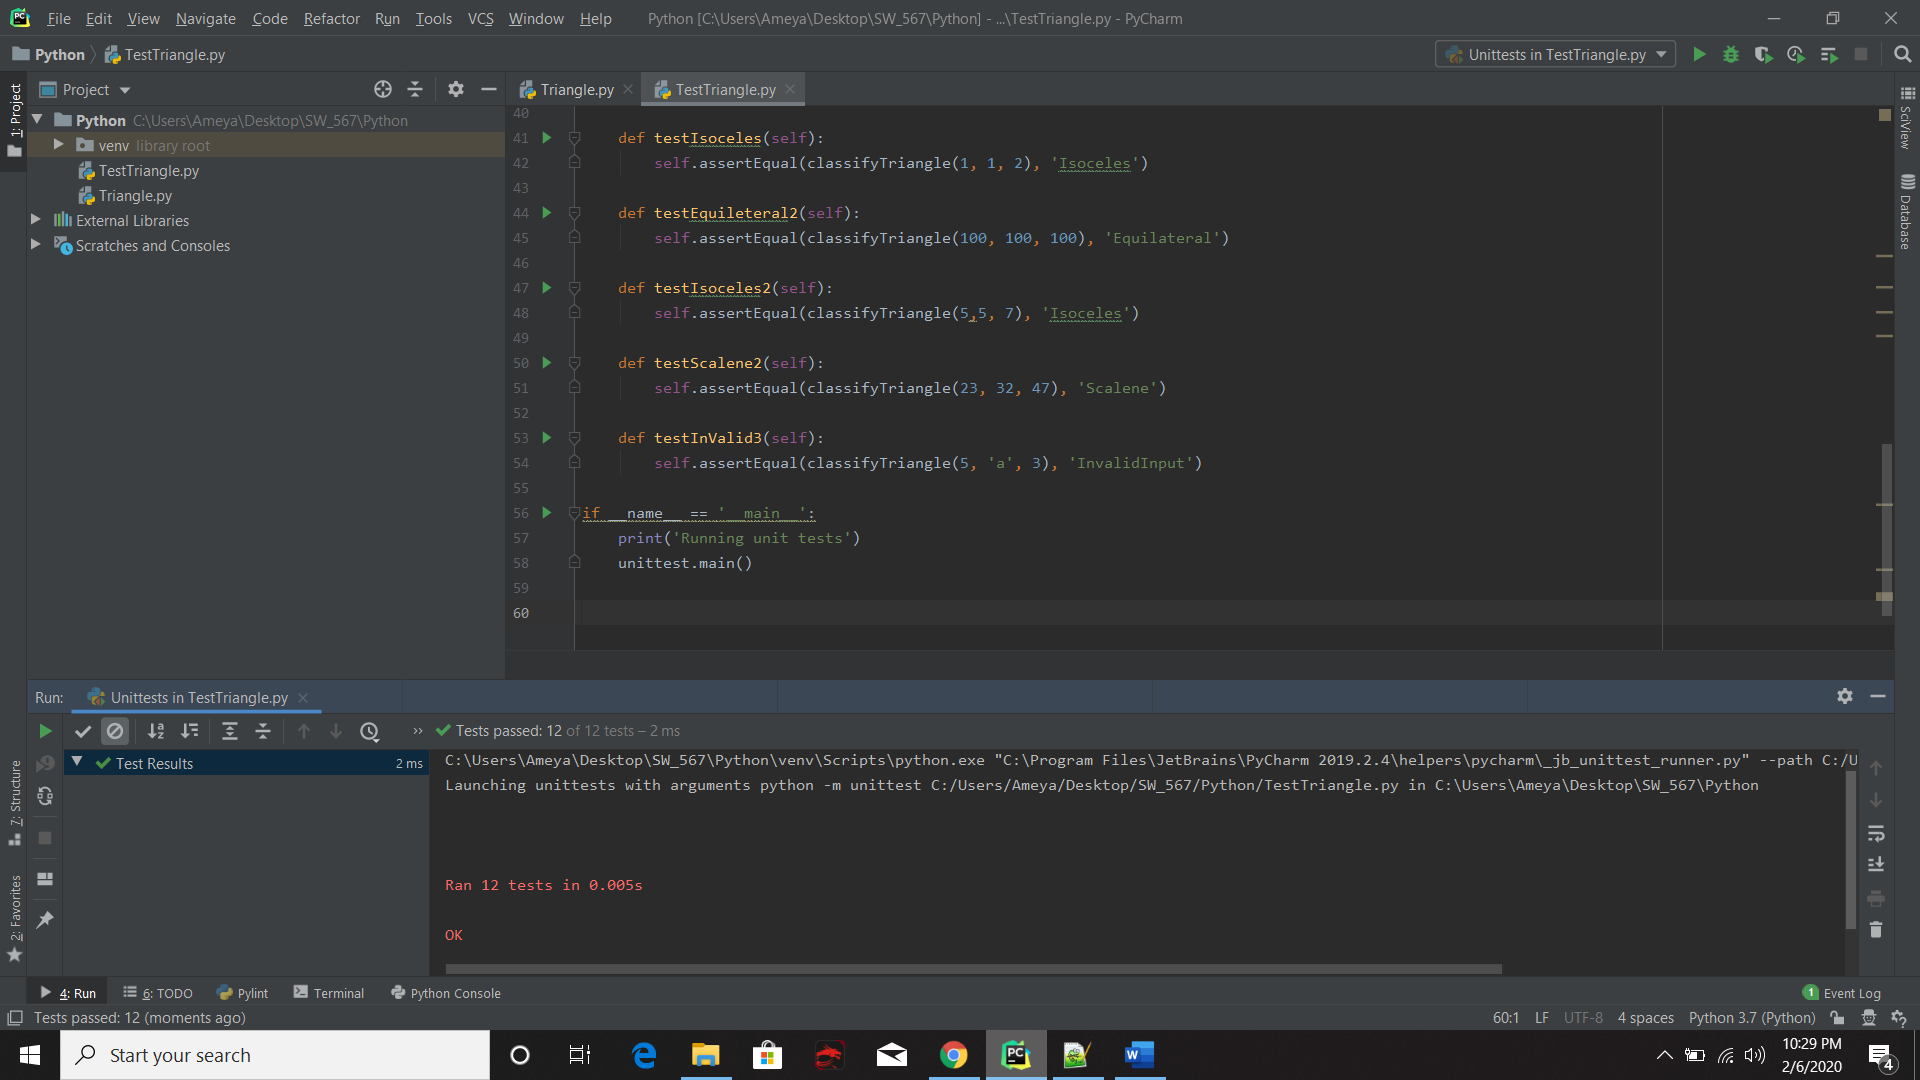 File Edit View Navigate Code Refactor Run Tools VCS Window Help Python [C:\Users\Ameya\Desktop\SW_567\Python] - ...\TestTriangle.py - PyCharm
Python TestTriangle.py Unittests in TestTriangle.py
Project Triangle.py TestTriangle.py
1: Project
Python C:\Users\Ameya\Desktop\SW_567\Python
venv library root
TestTriangle.py
Triangle.py
External Libraries
Scratches and Consoles
40
41 def testIsoceles(self):
42 self.assertEqual(classifyTriangle(1, 1, 2), 'Isoceles')
43
44 def testEquileteral2(self):
45 self.assertEqual(classifyTriangle(100, 100, 100), 'Equilateral')
46
47 def testIsoceles2(self):
48 self.assertEqual(classifyTriangle(5,5, 7), 'Isoceles')
49
50 def testScalene2(self):
51 self.assertEqual(classifyTriangle(23, 32, 47), 'Scalene')
52
53 def testInValid3(self):
54 self.assertEqual(classifyTriangle(5, 'a', 3), 'InvalidInput')
55
56 if __name__ == '__main__':
57 print('Running unit tests')
58 unittest.main()
59
60
SciView
Database
Run: Unittests in TestTriangle.py
Tests passed: 12 of 12 tests – 2 ms
Test Results 2 ms
C:\Users\Ameya\Desktop\SW_567\Python\venv\Scripts\python.exe "C:\Program Files\JetBrains\PyCharm 2019.2.4\helpers\pycharm\_jb_unittest_runner.py" --path C:/U
Launching unittests with arguments python -m unittest C:/Users/Ameya/Desktop/SW_567/Python/TestTriangle.py in C:\Users\Ameya\Desktop\SW_567\Python
Ran 12 tests in 0.005s
OK
7: Structure
2: Favorites
4: Run 6: TODO Pylint Terminal Python Console 1 Event Log
Tests passed: 12 (moments ago) 60:1 LF UTF-8 4 spaces Python 3.7 (Python)
Start your search
10:29 PM
2/6/2020
4